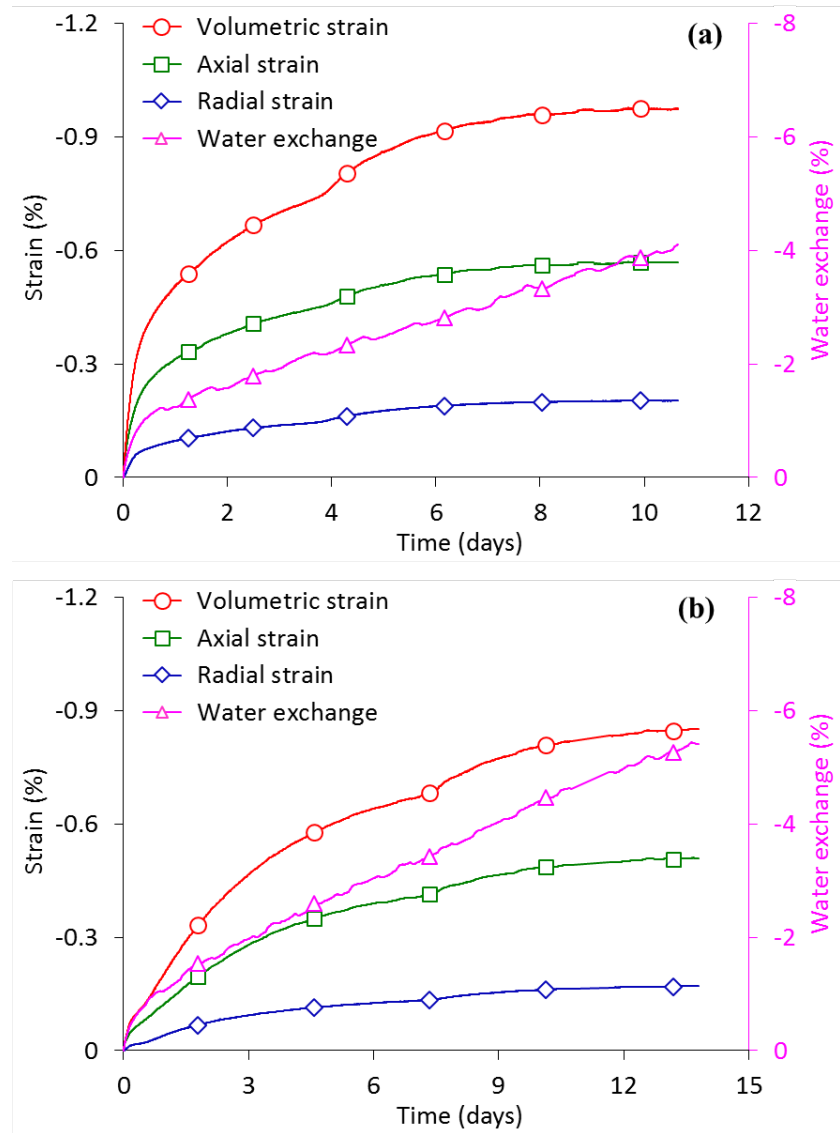 (a)
Volumetric strain
Axial strain
Radial strain
Water exchange
-1.2
-0.9
-0.6
-0.3
0
Strain (%)
-8
-6
-4
-2
0
Water exchange (%)
0 2 4 6 8 10 12
Time (days)
(b)
Volumetric strain
Axial strain
Radial strain
Water exchange
-1.2
-0.9
-0.6
-0.3
0
Strain (%)
-8
-6
-4
-2
0
Water exchange (%)
0 3 6 9 12 15
Time (days)